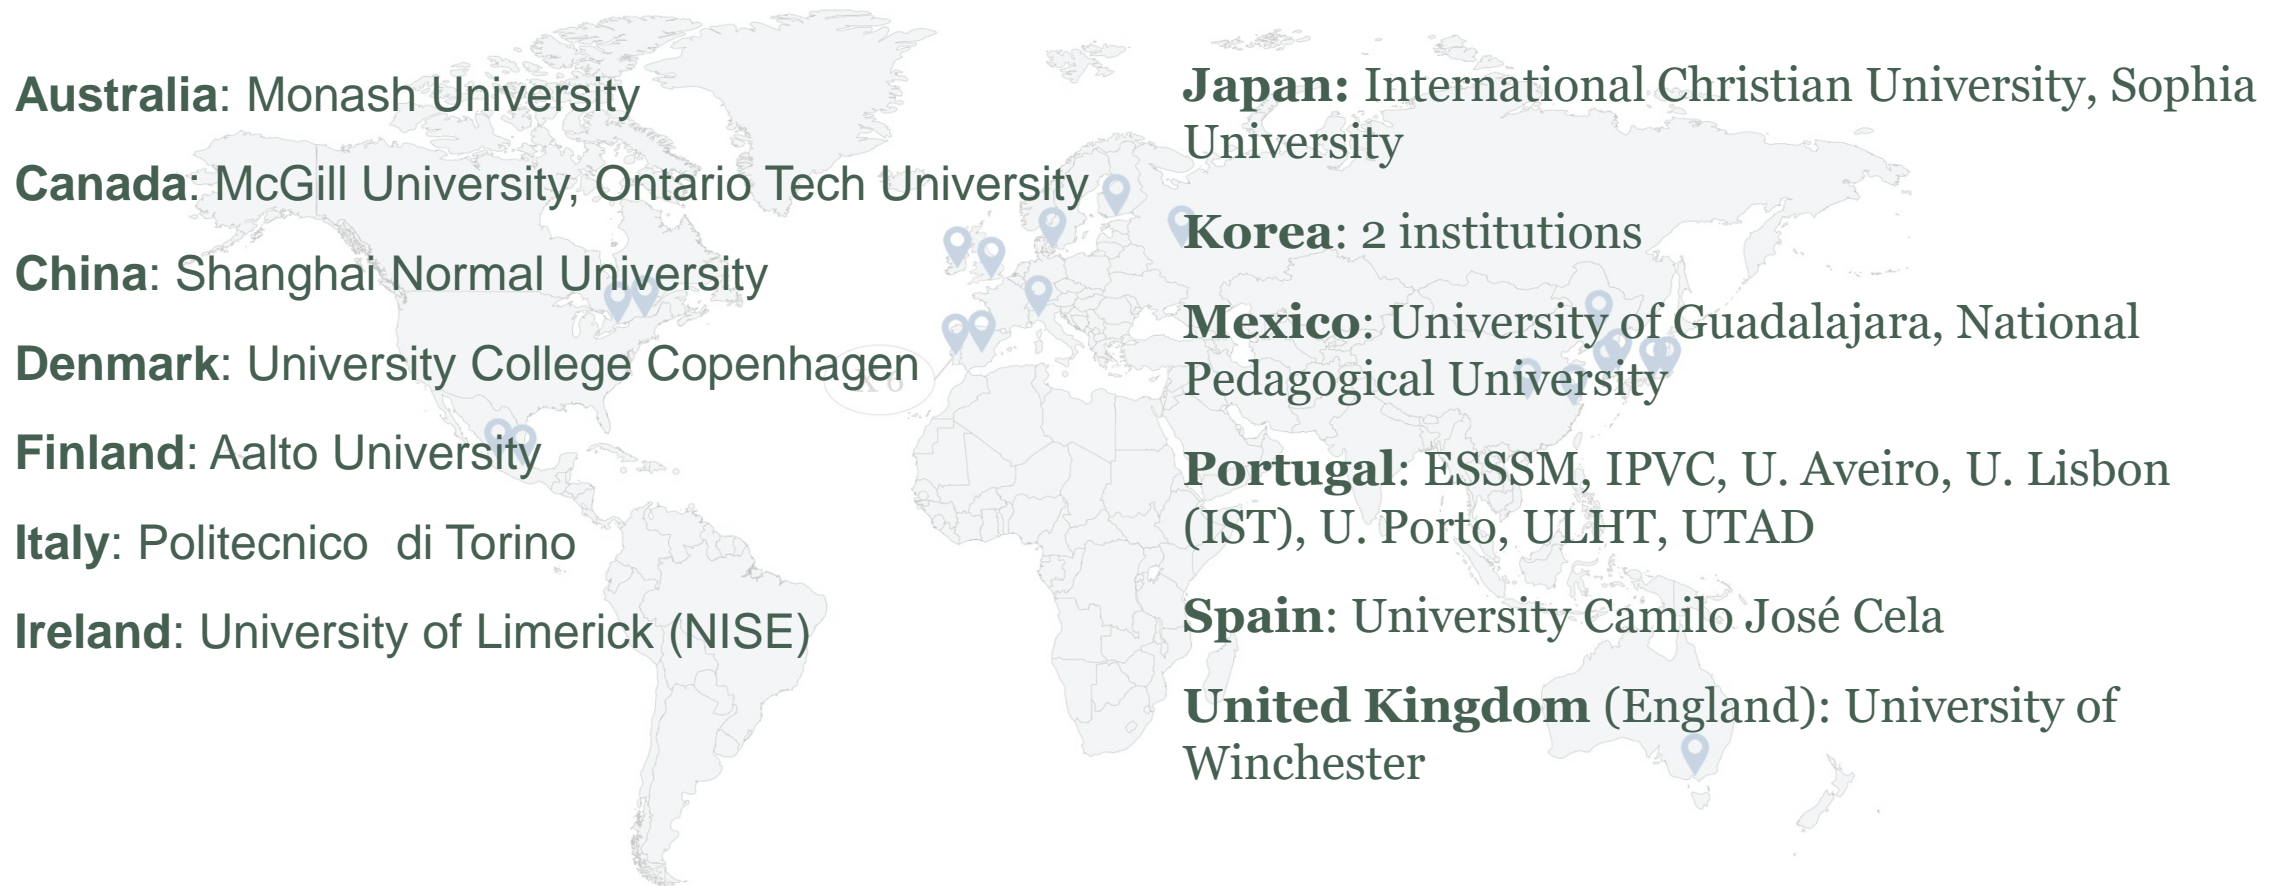 Australia: Monash University
Canada: McGill University, Ontario Tech University
China: Shanghai Normal University
Denmark: University College Copenhagen
Finland: Aalto University
Italy: Politecnico  di Torino
Ireland: University of Limerick (NISE)
Japan: International Christian University, Sophia
University
Korea: 2 institutions
Mexico: University of Guadalajara, National
Pedagogical University
Portugal: ESSSM, IPVC, U. Aveiro, U. Lisbon
(IST), U. Porto, ULHT, UTAD
Spain: University Camilo José Cela
United Kingdom (England): University of
Winchester